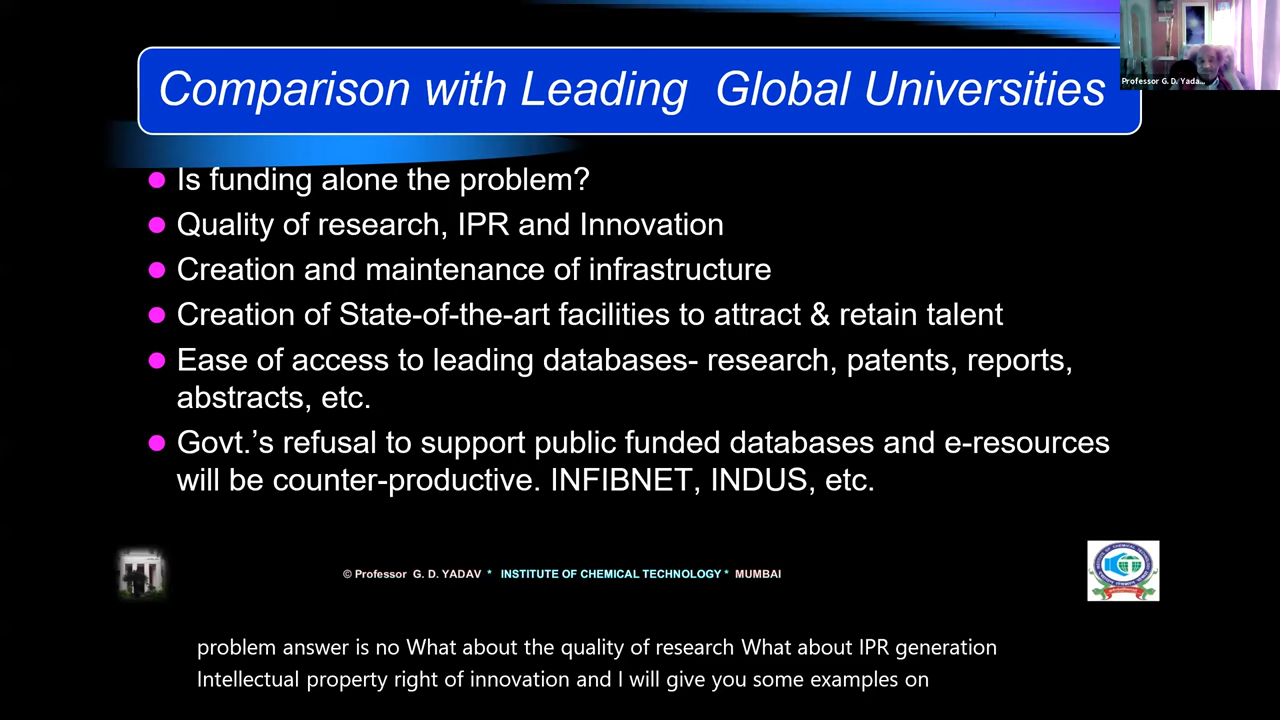 Comparison with Leading Global Universities
Professor G. D. Yada...
Is funding alone the problem?
Quality of research, IPR and Innovation
Creation and maintenance of infrastructure
Creation of State-of-the-art facilities to attract & retain talent
Ease of access to leading databases- research, patents, reports,
abstracts, etc.
Govt.’s refusal to support public funded databases and e-resources
will be counter-productive. INFIBNET, INDUS, etc.
© Professor G. D. YADAV * INSTITUTE OF CHEMICAL TECHNOLOGY * MUMBAI
problem answer is no What about the quality of research What about IPR generation
Intellectual property right of innovation and I will give you some examples on